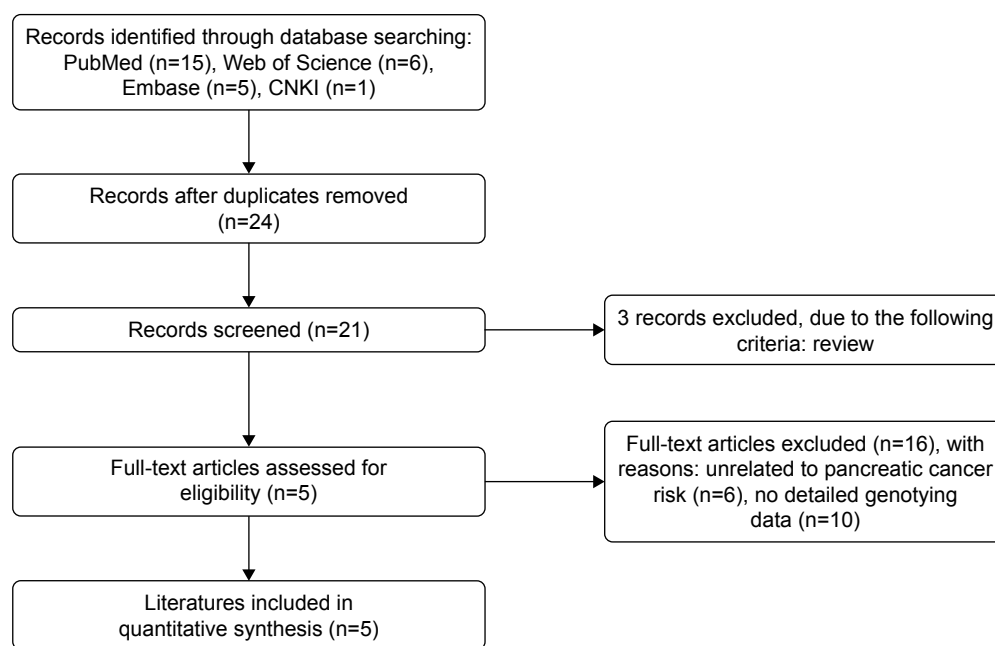 Records identified through database searching:
PubMed (n=15), Web of Science (n=6),
Embase (n=5), CNKI (n=1)
Records after duplicates removed
(n=24)
Records screened (n=21)
3 records excluded, due to the following
criteria: review
Full-text articles assessed for
eligibility (n=5)
Full-text articles excluded (n=16), with
reasons: unrelated to pancreatic cancer
risk (n=6), no detailed genotying
data (n=10)
Literatures included in
quantitative synthesis (n=5)